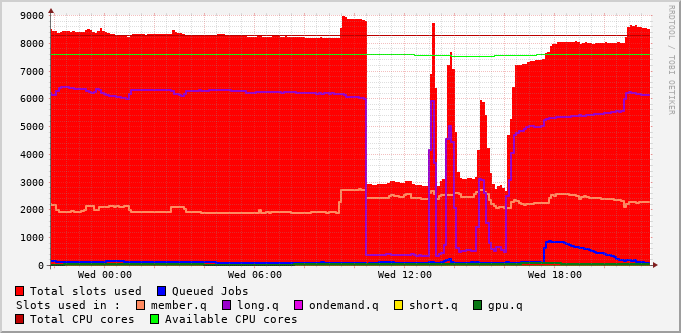 9000
8000
7000
6000
5000
4000
3000
2000
1000
0
Wed 00:00 Wed 06:00 Wed 12:00 Wed 18:00
RRDTOOL / TOBI OETIKER
Total slots used Queued Jobs
Slots used in : member.q long.q ondemand.q short.q gpu.q
Total CPU cores Available CPU cores